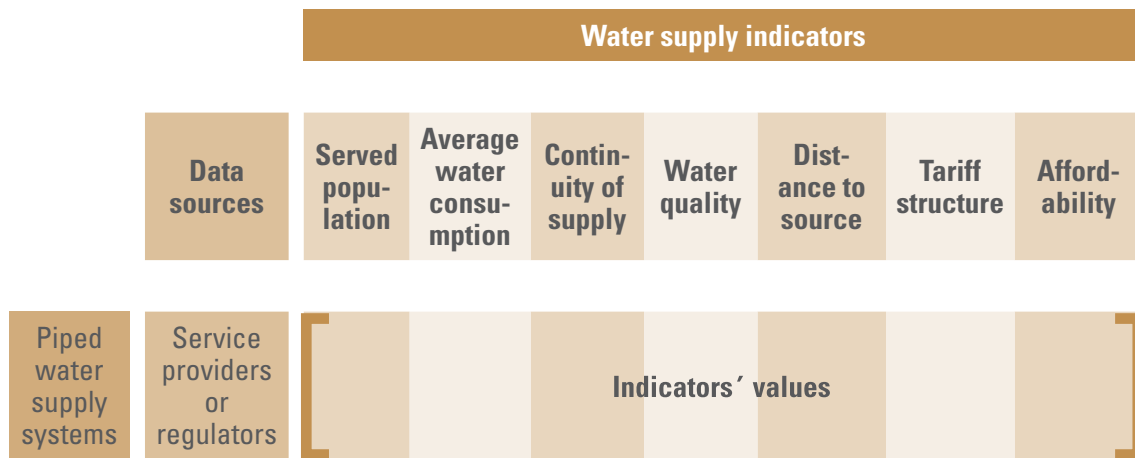 Water supply indicators
Data
sources
Served
popu-
lation
Average
water
consu-
mption
Contin-
uity of
supply
Water
quality
Dist-
ance to
source
Tariff
structure
Afford-
ability
Piped
water
supply
systems
Service
providers
or
regulators
Indicators´ values